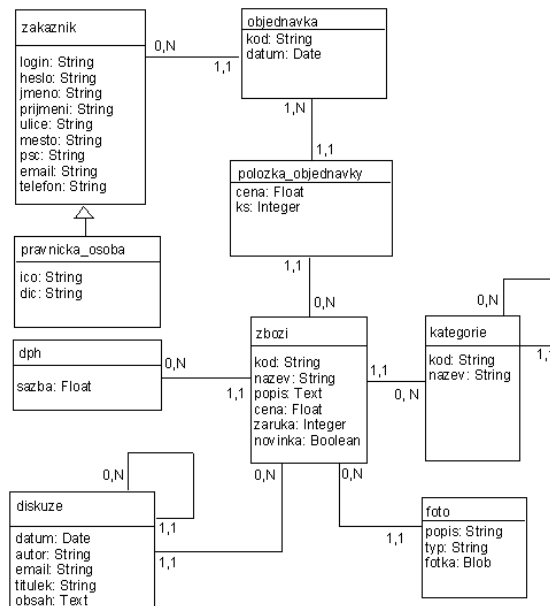 zakaznik
login: String
heslo: String
jmeno: String
prijmeni: String
ulice: String
mesto: String
psc: String
email: String
telefon: String
0,N
1,1
objednavka
kod: String
datum: Date
1,N
1,1
polozka_objednavky
cena: Float
ks: Integer
1,1
0,N
pravnicka_osoba
ico: String
dic: String
dph
sazba: Float
0,N
1,1
zbozi
kod: String
nazev: String
popis: Text
cena: Float
zaruka: Integer
novinka: Boolean
1,1
0, N
kategorie
kod: String
nazev: String
0,N
1,1
0,N
0,N
diskuze
datum: Date
autor: String
email: String
titulek: String
obsah: Text
0,N
1,1
1,1
foto
popis: String
typ: String
fotka: Blob
1,1